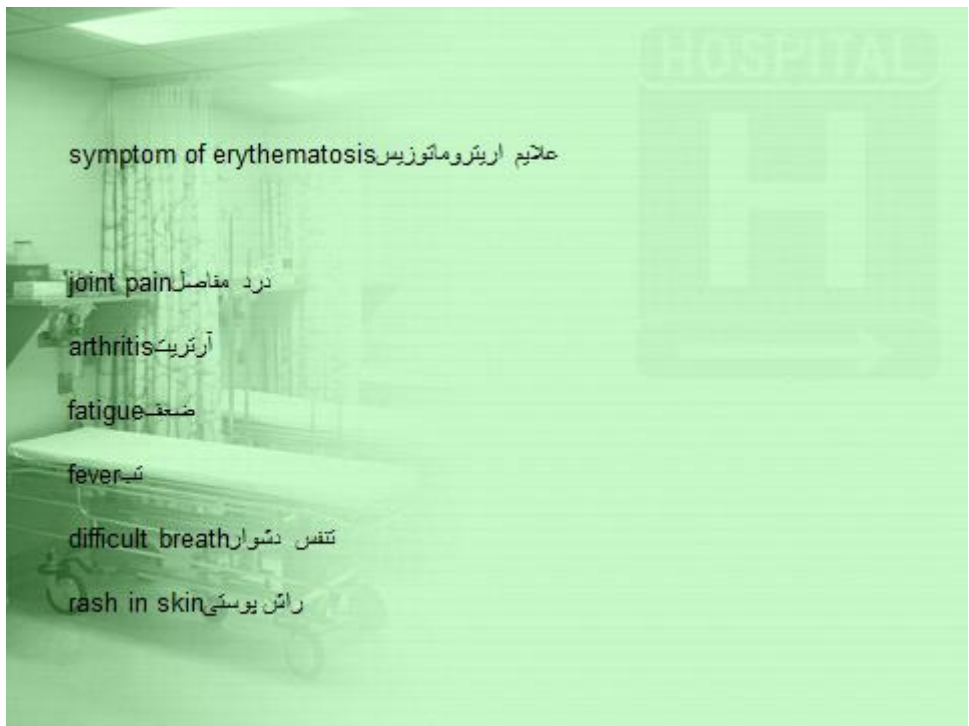 HOSPITAL
H
symptom of erythematosisعلایم اریتروماتوزیس
joint painدرد مفاصل
arthritisآرتریت
fatigueضعف
feverتب
difficult breathتنفس دشوار
rash in skinراش پوستی